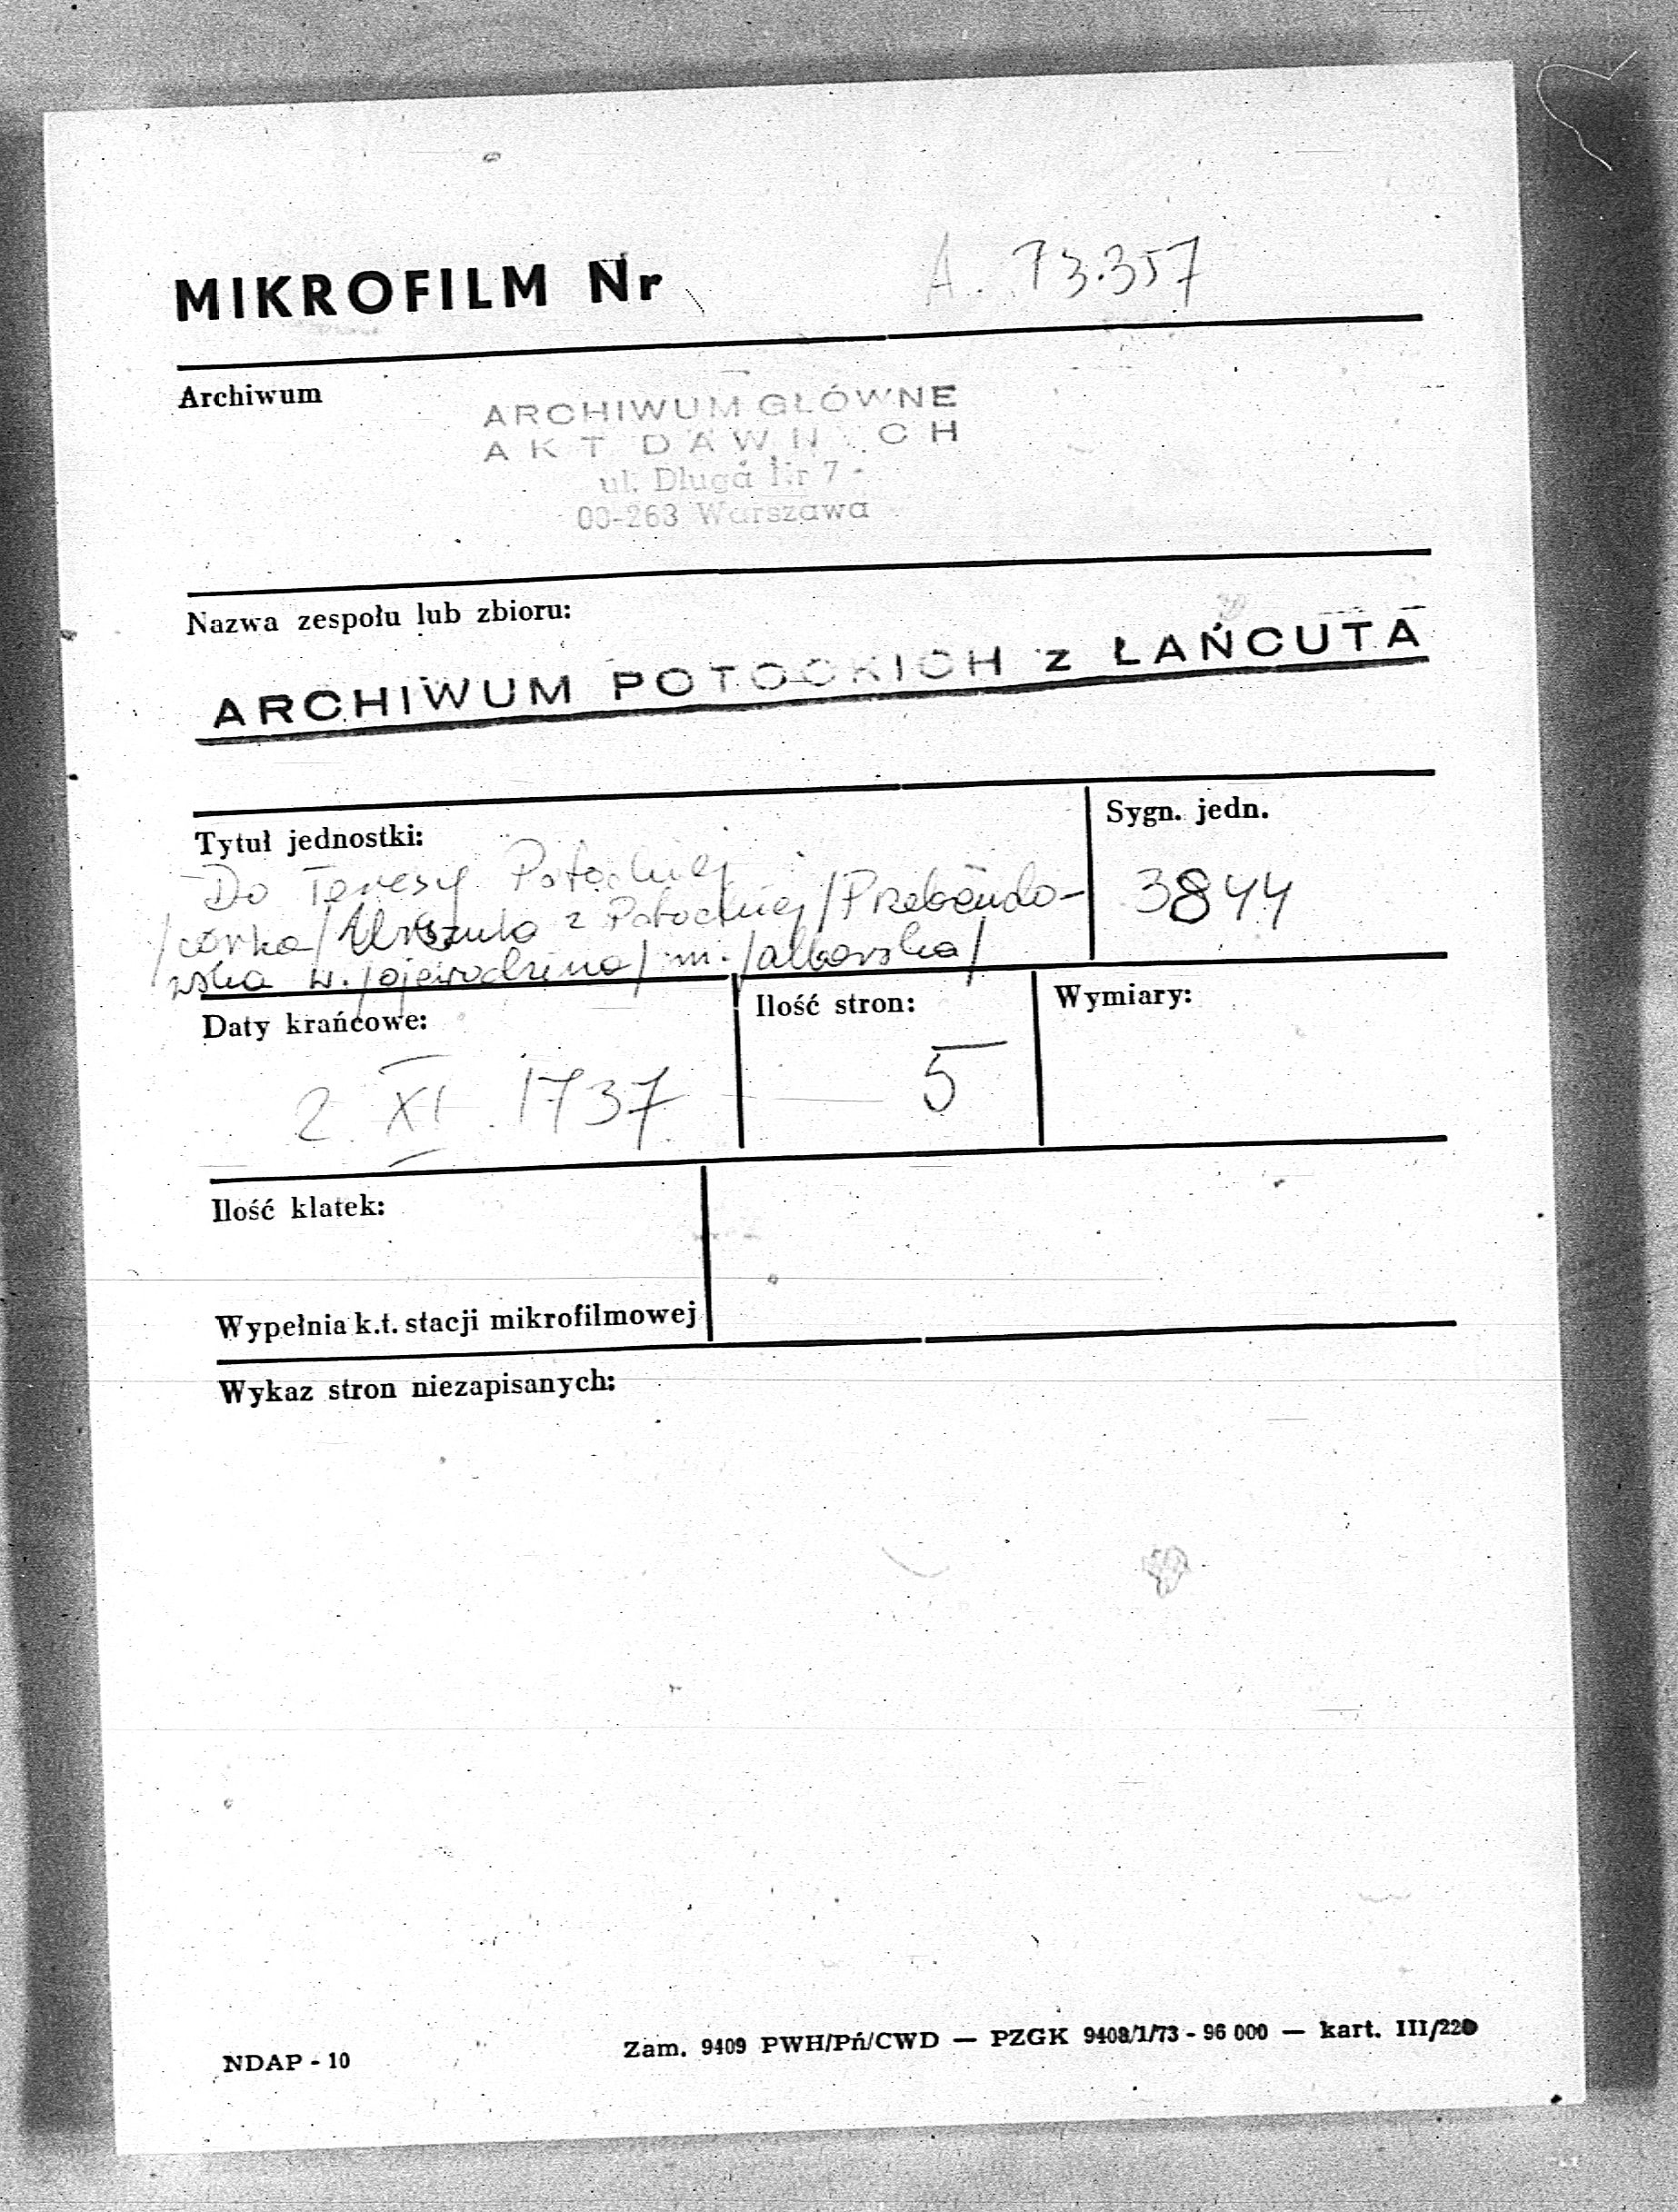 MIKROFILM Nr A. 73.357
Archiwum
ARCHIWUM GŁÓWNE
AKT DAWNYCH
ul. Długa Nr 7
00-263 Warszawa
Nazwa zespołu lub zbioru:
ARCHIWUM POTOCKICH z ŁAŃCUTA
Tytuł jednostki:
Sygn. jedn.
Do Teresy Potockiej
/córka/ Urszula z Potockiej /Przebendo-
wska w./ojewodzina/ m./alborska/
3844
Daty krańcowe:
Ilość stron:
Wymiary:
2. XI. 1737
5
Ilość klatek:
Wypełnia k.t. stacji mikrofilmowej
Wykaz stron niezapisanych:
NDAP - 10
Zam. 9409 PWH/Pń/CWD — PZGK 9408/1/73 - 96 000 — kart. III/220